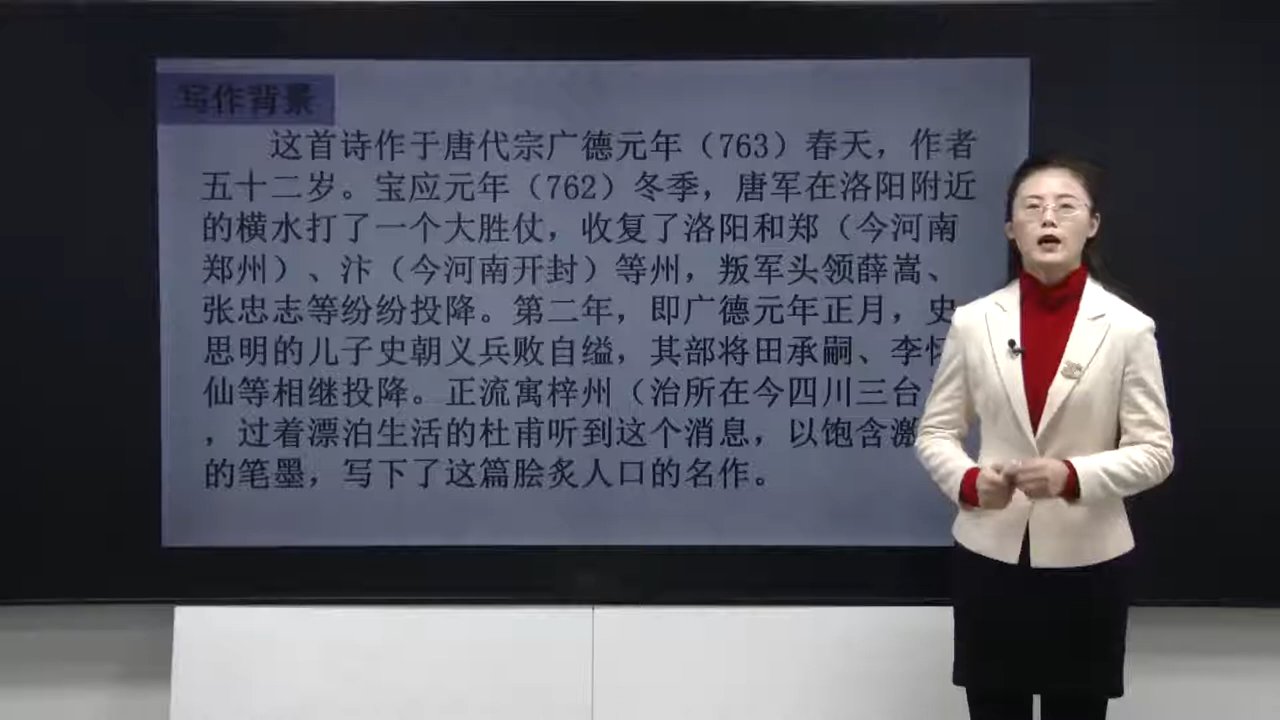 写作背景
这首诗作于唐代宗广德元年（763）春天，作者
五十二岁。宝应元年（762）冬季，唐军在洛阳附近
的横水打了一个大胜仗，收复了洛阳和郑（今河南
郑州）、汴（今河南开封）等州，叛军头领薛嵩、
张忠志等纷纷投降。第二年，即广德元年正月，史
思明的儿子史朝义兵败自缢，其部将田承嗣、李怀
仙等相继投降。正流寓梓州（治所在今四川三台
，过着漂泊生活的杜甫听到这个消息，以饱含激
的笔墨，写下了这篇脍炙人口的名作。